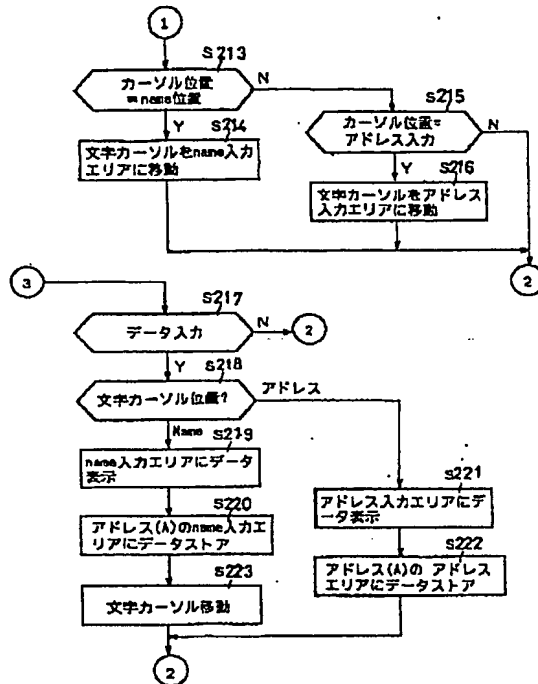 1
S213
カーソル位置
=name位置
N
S215
Y
S214
カーソル位置=
アドレス入力
N
文字カーソルをname入力
エリアに移動
Y
S216
文字カーソルをアドレス
入力エリアに移動
2
3
S217
データ入力
N
2
Y
S218
文字カーソル位置?
アドレス
Name
S219
name入力エリアにデータ
表示
S221
アドレス入力エリアにデ
ータ表示
S220
アドレス(A)のname入力エ
リアにデータストア
S222
アドレス(A)の アドレス
エリアにデータストア
S223
文字カーソル移動
2